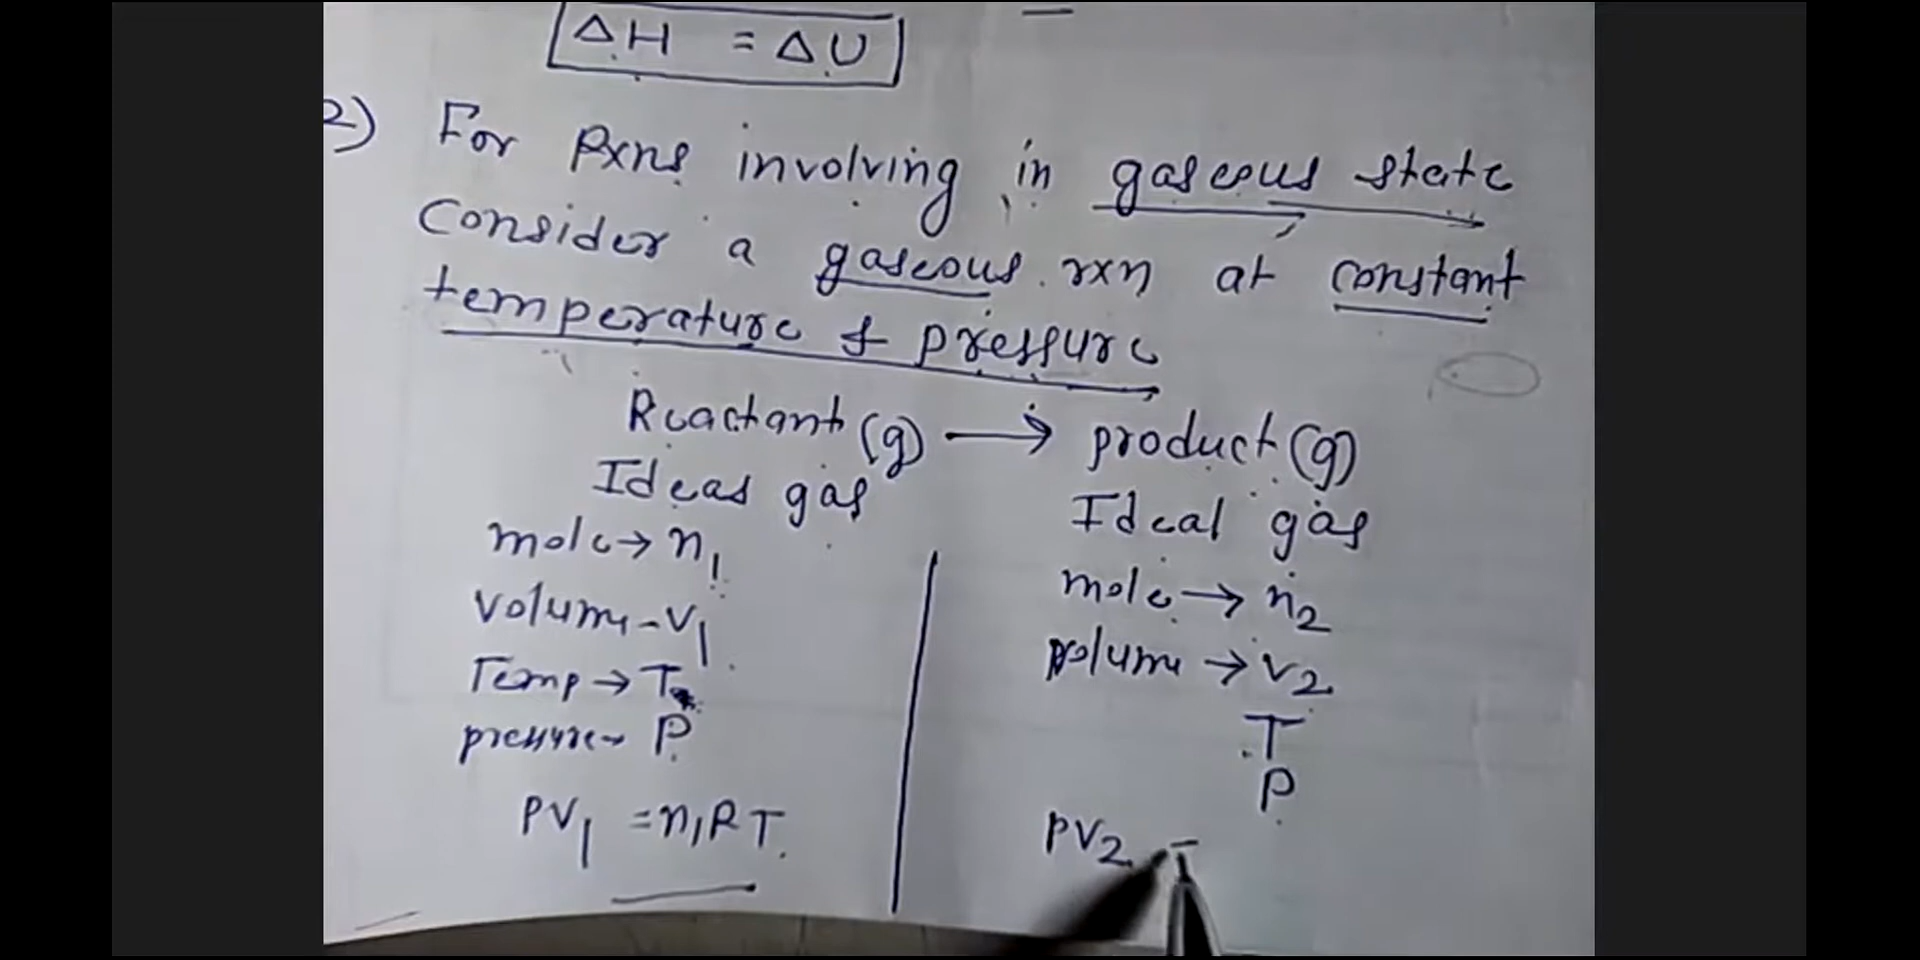 ΔH = ΔU
2) For Rxns involving in gaseous state
Consider a gaseous rxn at constant
temperature & pressure
Reactant (g) → product (g)
Ideas gas
Ideal gas
mole → n1
mole → n2
volume - V1
volume → V2
Temp → T
T
pressure → P
P
PV1 = n1RT
PV2 =